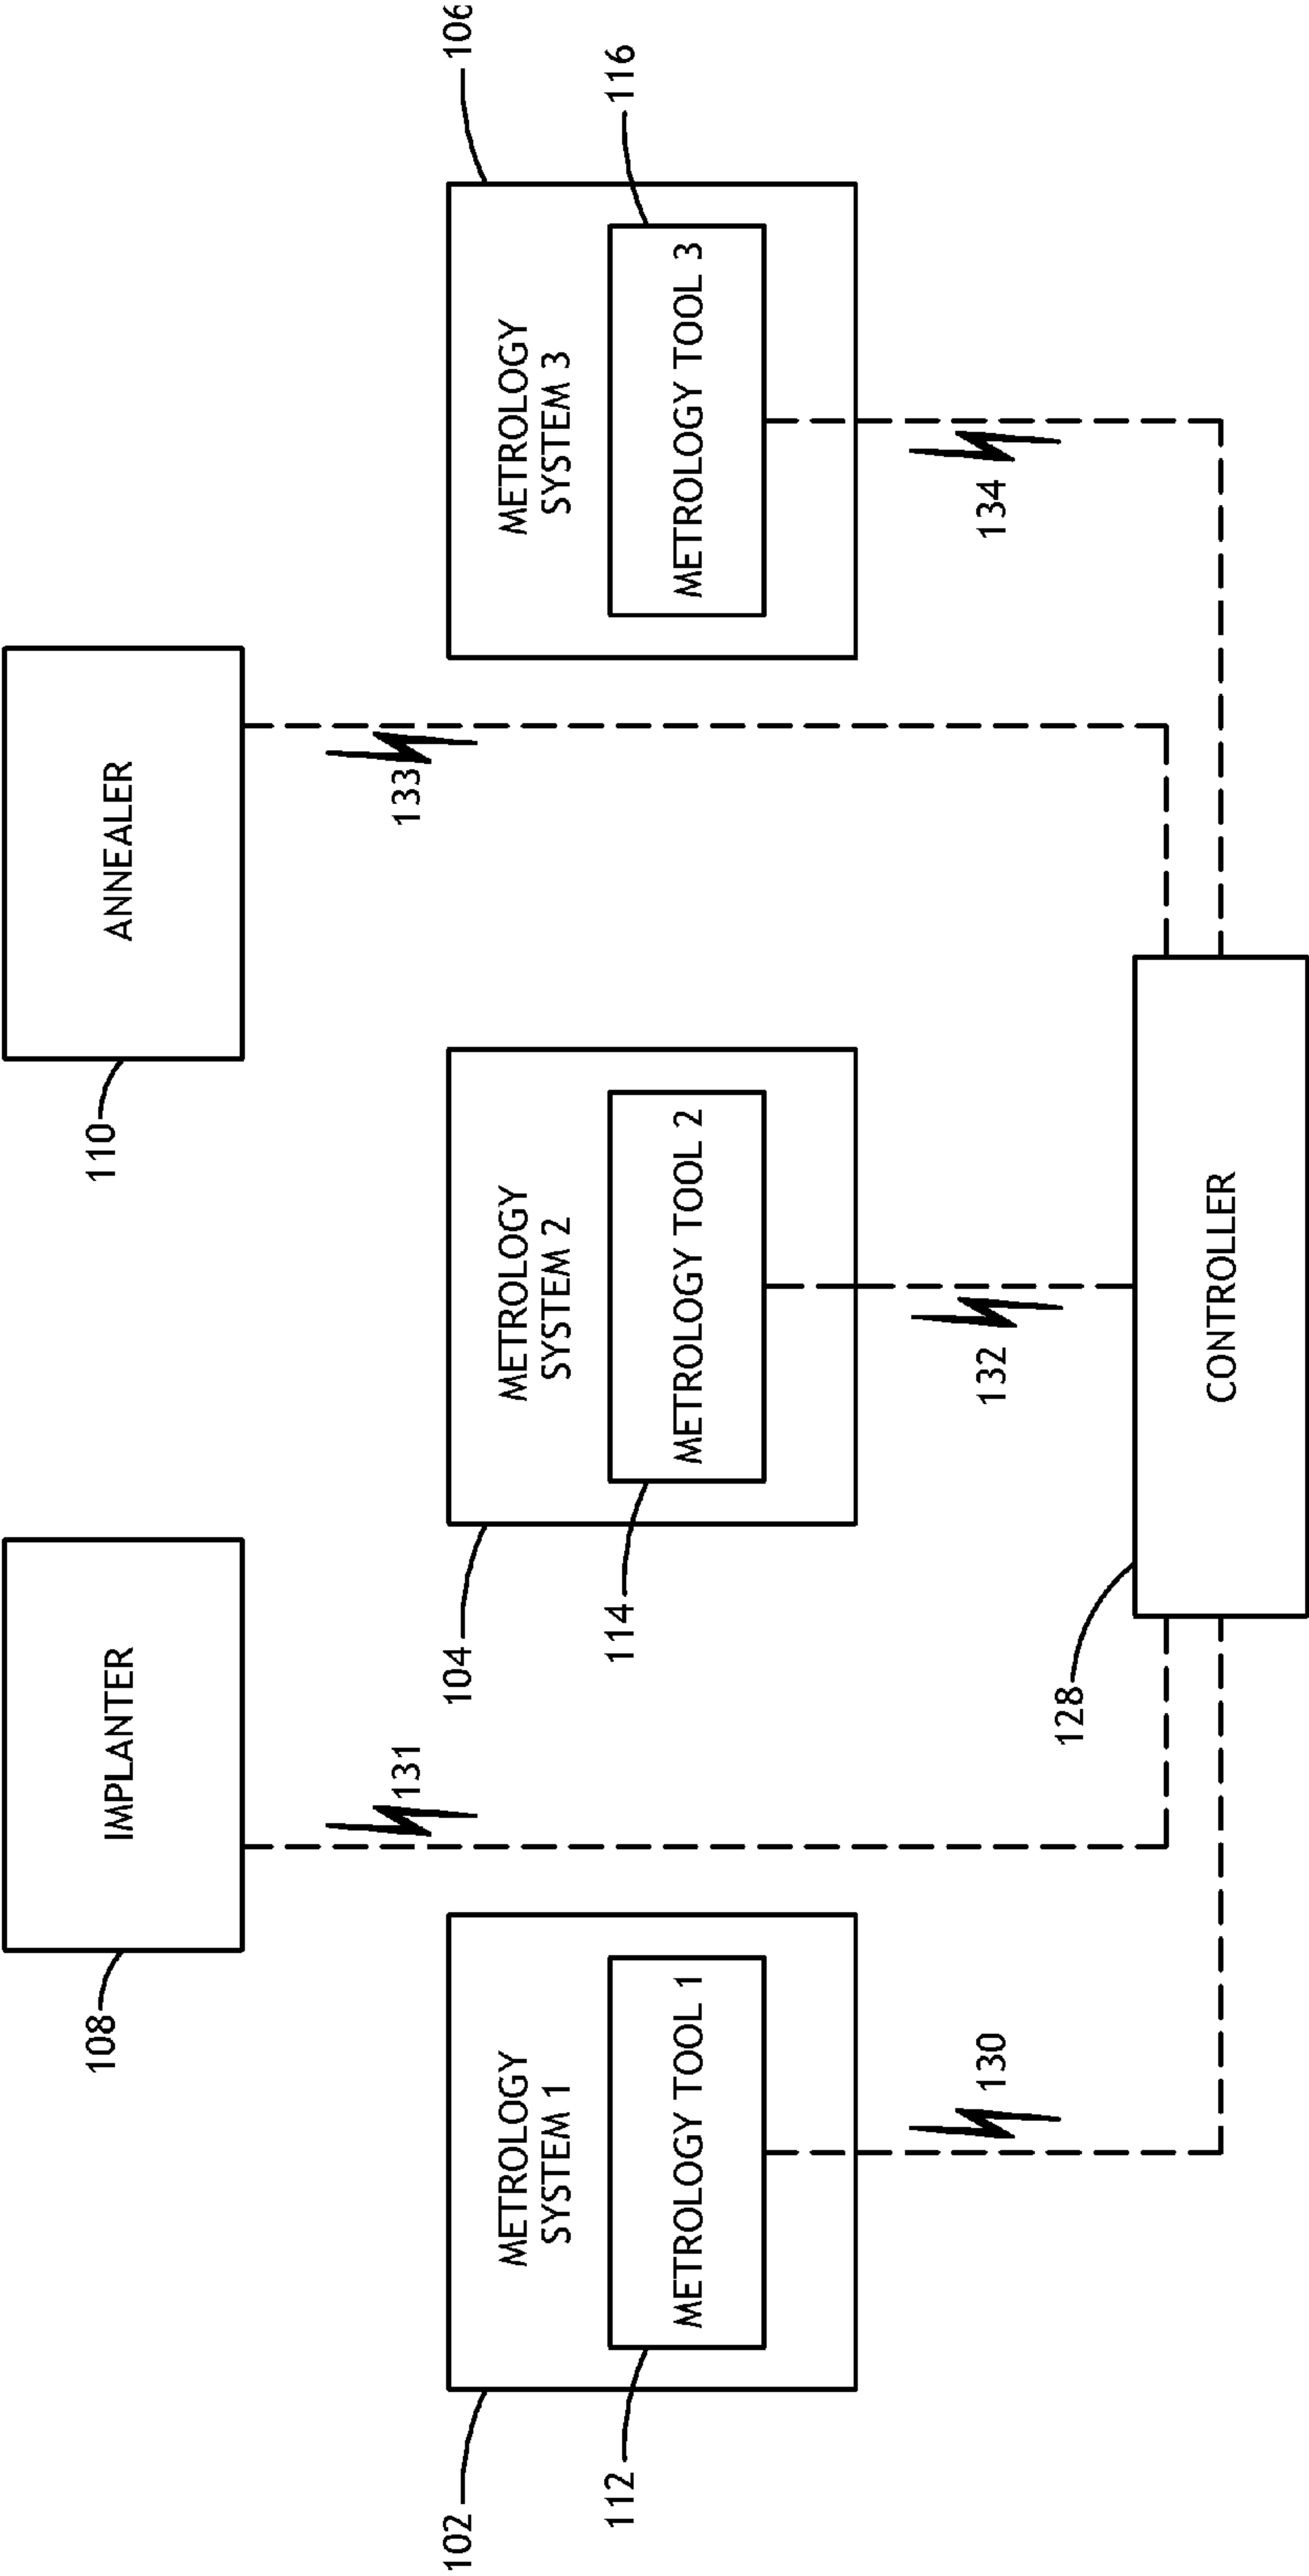 IMPLANTER
108
ANNEALER
110
METROLOGY
SYSTEM 1
102
METROLOGY TOOL 1
112
131
METROLOGY
SYSTEM 2
104
METROLOGY TOOL 2
114
133
METROLOGY
SYSTEM 3
106
METROLOGY TOOL 3
116
130
132
134
128
CONTROLLER